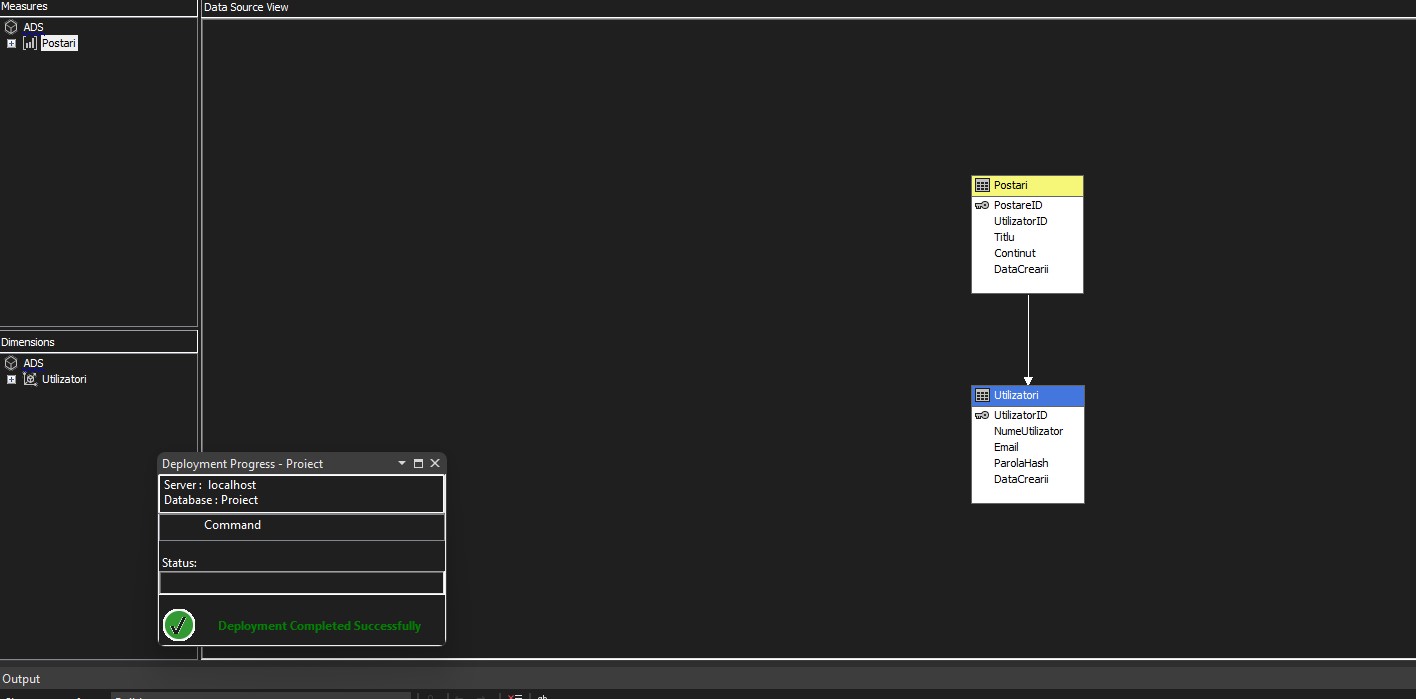 Measures
ADS
Postari
Dimensions
ADS
Utilizatori
Data Source View
Postari
PostareID
UtilizatorID
Titlu
Continut
DataCrearii
Utilizatori
UtilizatorID
NumeUtilizator
Email
ParolaHash
DataCrearii
Deployment Progress - Proiect
Server : localhost
Database : Proiect
Command
Status:
Deployment Completed Successfully
Output